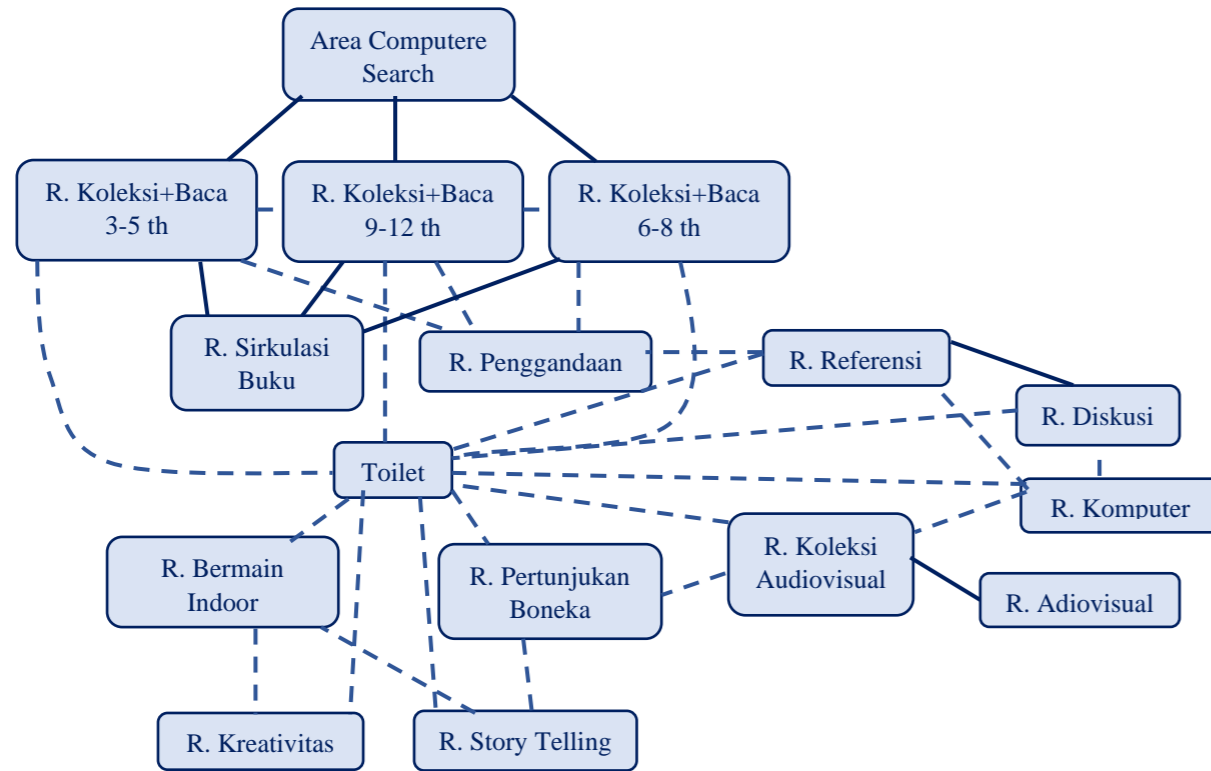 Area Computere
Search
R. Koleksi+Baca
3-5 th
R. Koleksi+Baca
9-12 th
R. Koleksi+Baca
6-8 th
R. Sirkulasi
Buku
R. Penggandaan
R. Referensi
R. Diskusi
Toilet
R. Komputer
R. Bermain
Indoor
R. Pertunjukan
Boneka
R. Koleksi
Audiovisual
R. Adiovisual
R. Kreativitas
R. Story Telling